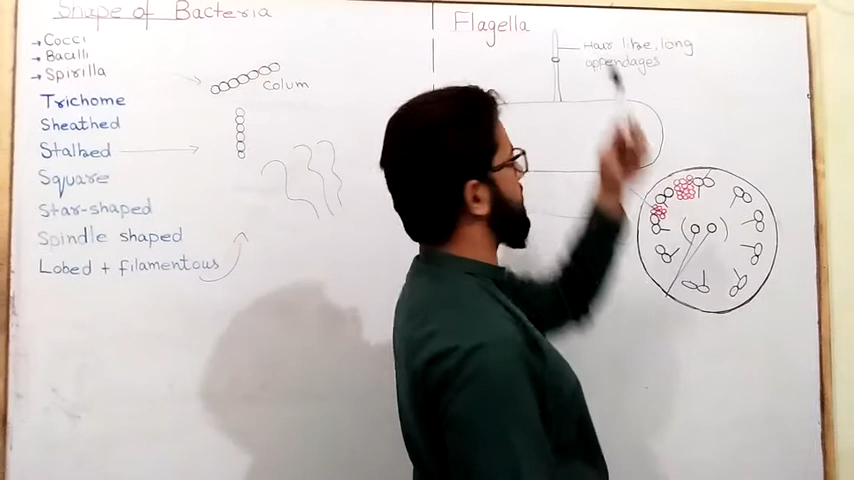 Shape of Bacteria
→ Cocci
→ Bacilli
→ Spirilla
Trichome
Sheathed
Stalked
Square
Star-shaped
Spindle shaped
Lobed + filamentous
Colum
Flagella
Hair like, long
appendages